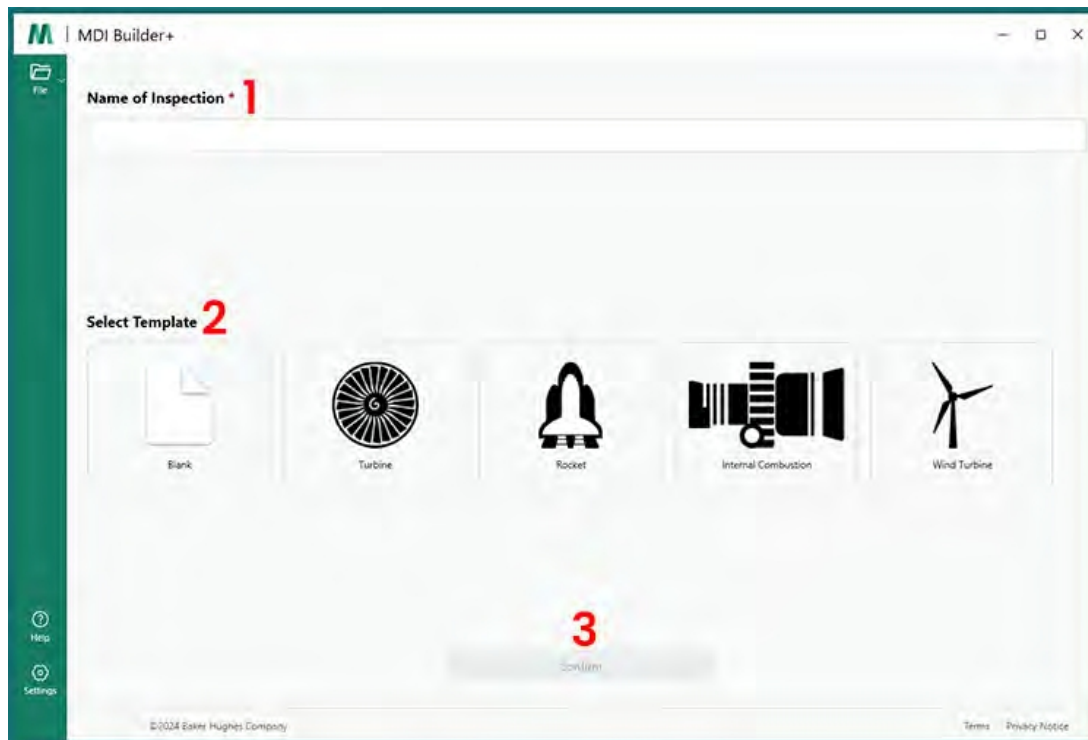 MDI Builder+
File
Name of Inspection * 1
Select Template 2
Blank
Turbine
Rocket
Internal Combustion
Wind Turbine
Help
3
Confirm
Settings
©2024 Baker Hughes Company
Terms Privacy Notice